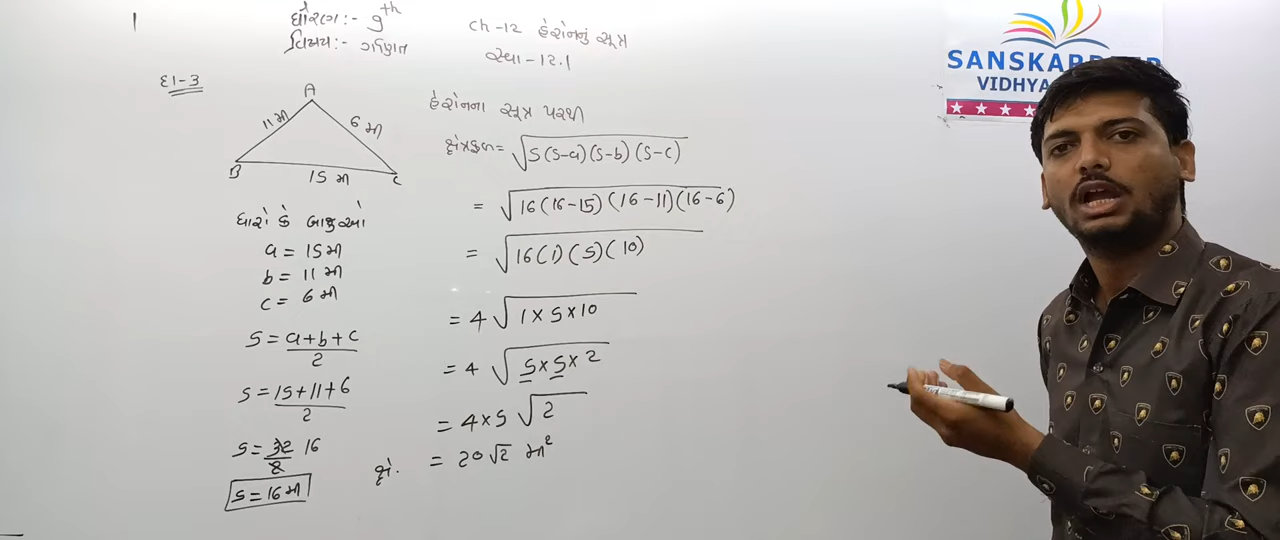 1
ધોરણ:- 9th
વિષય:- ગણિત
Ch-12 હેરોનનું સૂત્ર
સ્વા-12.1
SANSKARDEEP
VIDHYA
દા-3
A
11 મી
6 મી
B
15 મી
C
ધારો કે બાજુઓ
a = 15 મી
b = 11 મી
c = 6 મી
S = a+b+c / 2
S = 15+11+6 / 2
S = 32 / 2 16
S = 16 મી
હેરોનના સૂત્ર પરથી
ક્ષેત્રફળ = √S(S-a)(S-b)(S-c)
= √16(16-15)(16-11)(16-6)
= √16(1)(5)(10)
= 4√1×5×10
= 4√5×5×2
= 4×5√2
ક્ષે. = 20√2 મી²